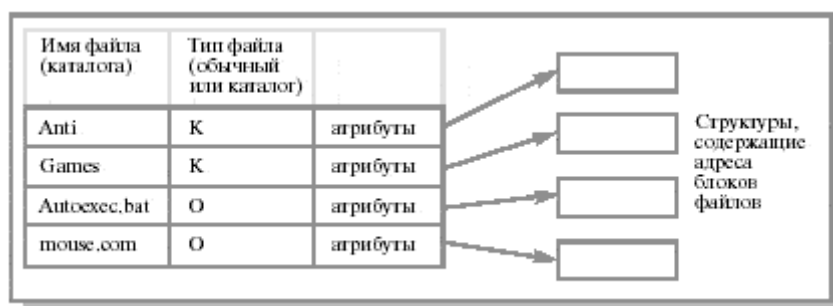 Имя файла
(каталога)
Тип файла
(обычный
или каталог)
Anti
К
атрибуты
Games
К
атрибуты
Autoexec.bat
О
атрибуты
mouse.com
О
атрибуты
Структуры,
содержащие
адреса
блоков
файлов